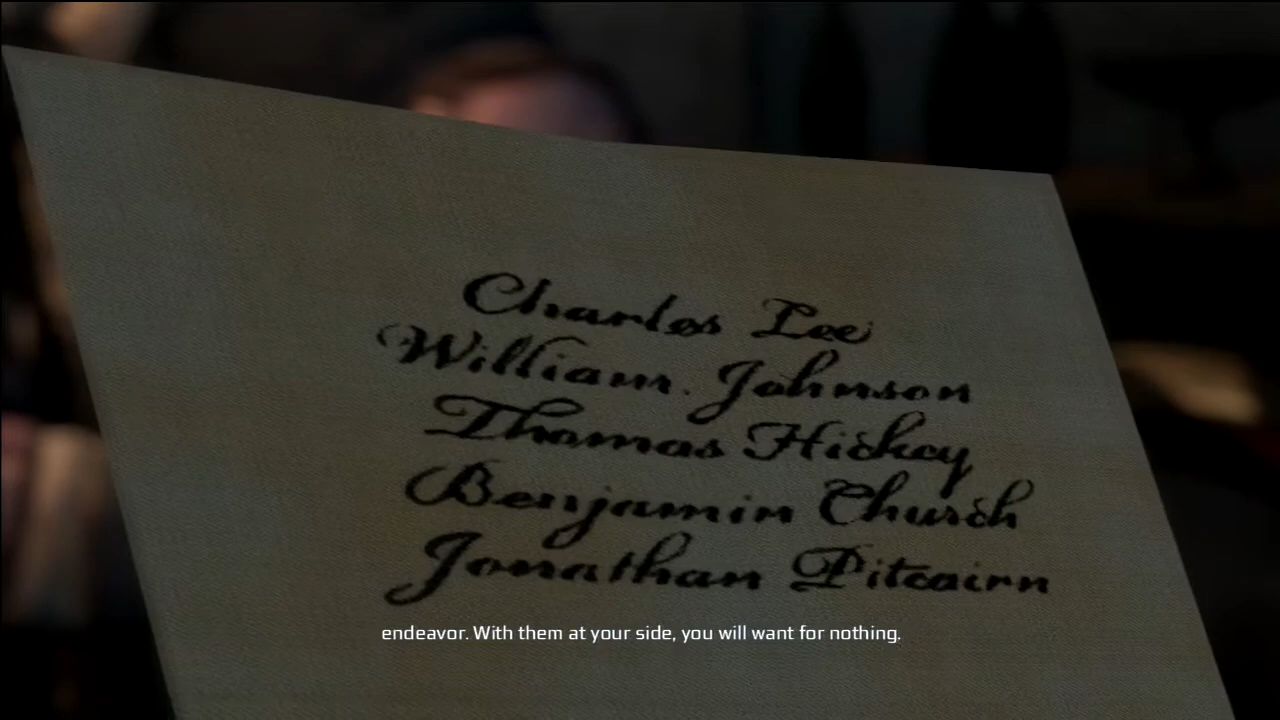 Charles Lee
William Johnson
Thomas Hickey
Benjamin Church
Jonathan Pitcairn
endeavor. With them at your side, you will want for nothing.